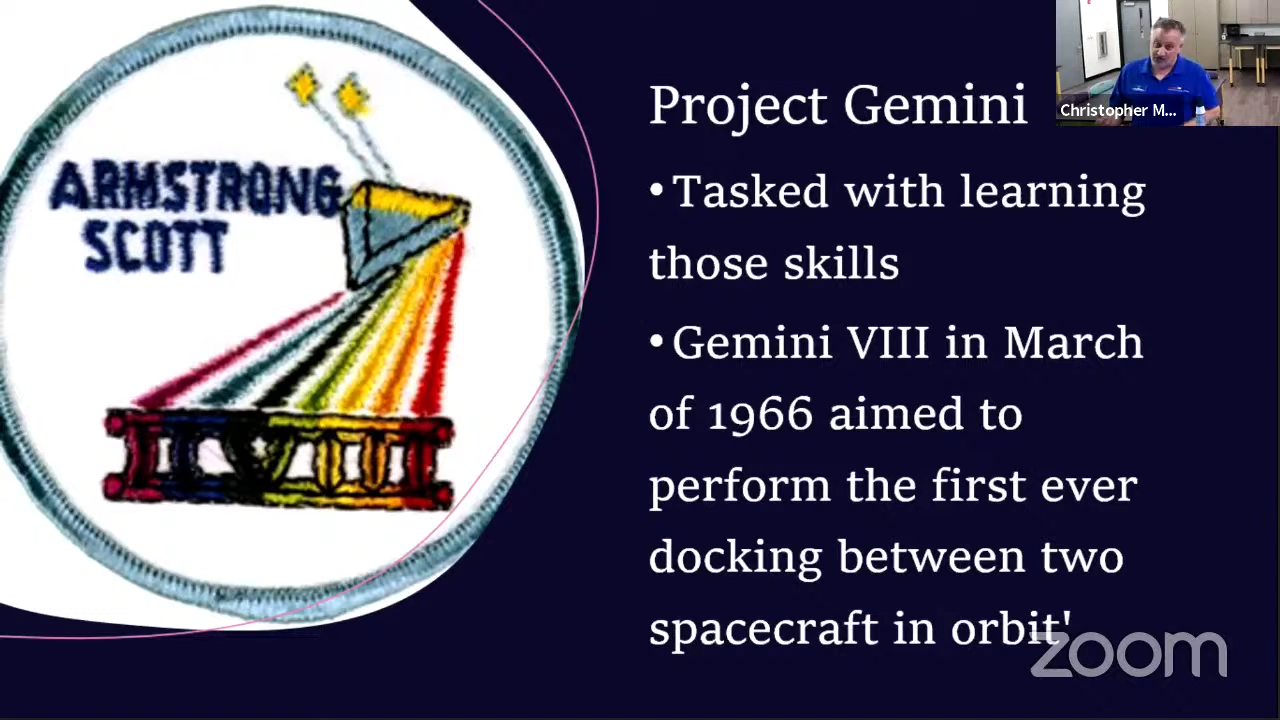 ARMSTRONG
SCOTT
Project Gemini
•Tasked with learning
those skills
•Gemini VIII in March
of 1966 aimed to
perform the first ever
docking between two
spacecraft in orbit'
Christopher M...
zoom